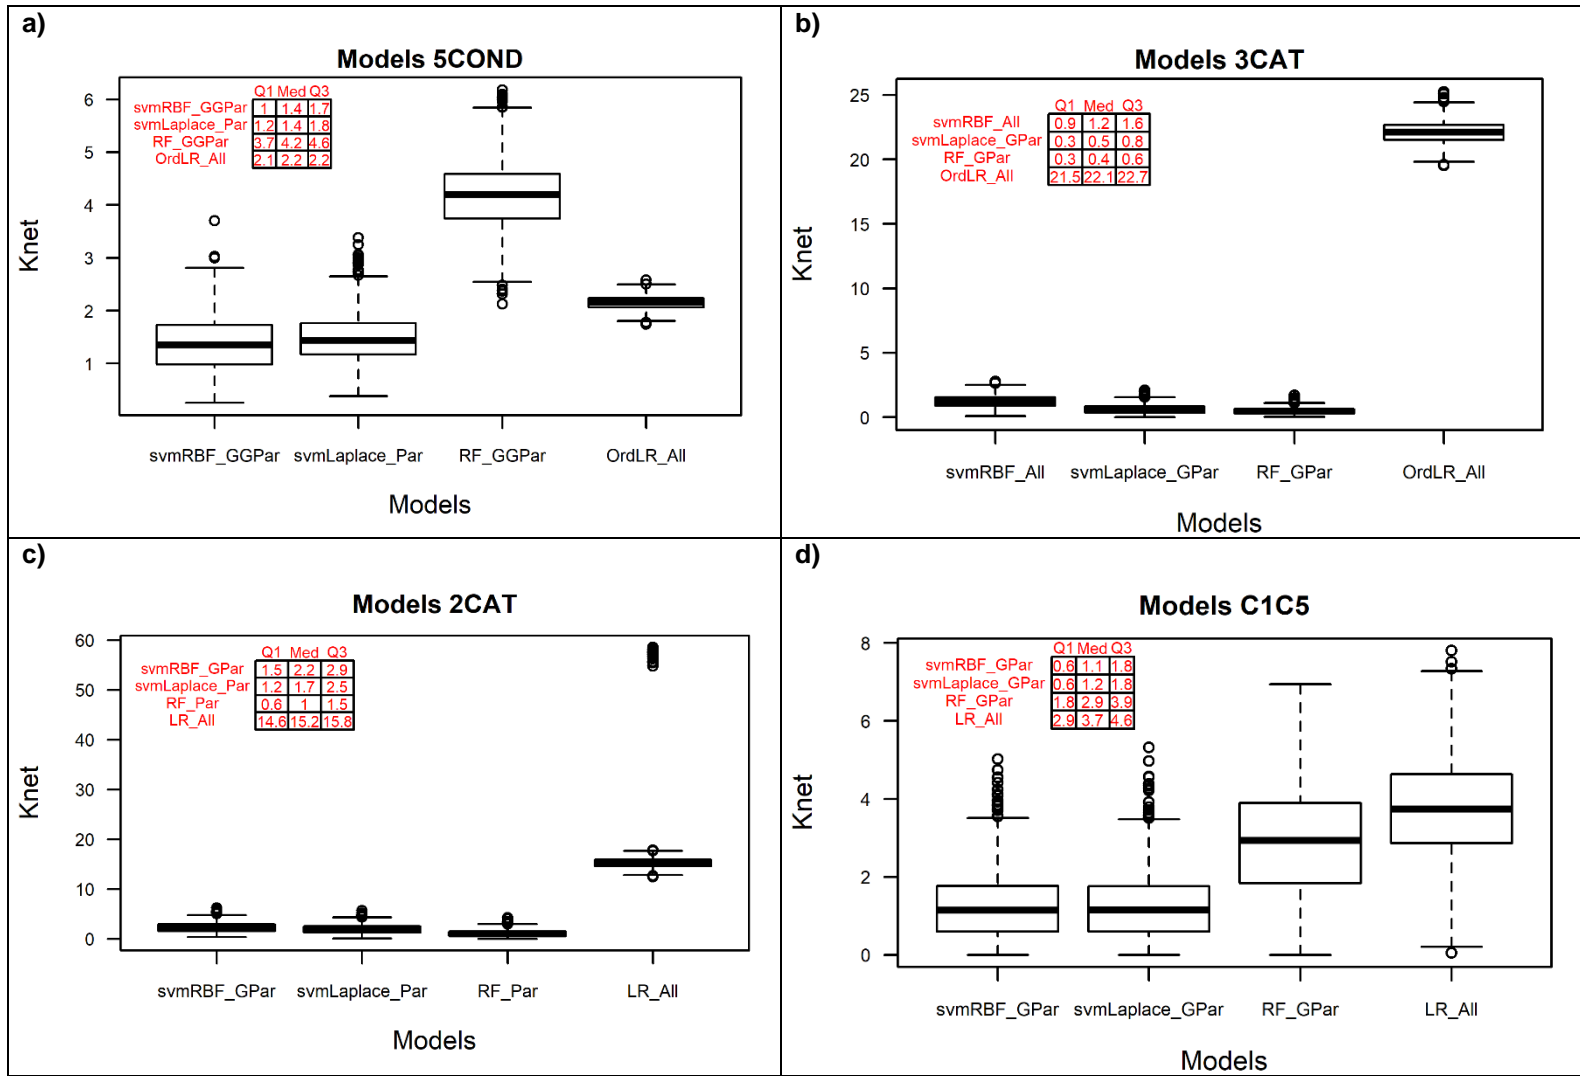 a)
Models 5COND
Q1 Med Q3
svmRBF_GGPar 1 1.4 1.7
svmLaplace_Par 1.2 1.4 1.8
RF_GGPar 3.7 4.2 4.6
OrdLR_All 2.1 2.2 2.2
6
5
4
3
2
1
Knet
svmRBF_GGPar svmLaplace_Par RF_GGPar OrdLR_All
Models
b)
Models 3CAT
Q1 Med Q3
svmRBF_All 0.9 1.2 1.6
svmLaplace_GPar 0.3 0.5 0.8
RF_GPar 0.3 0.4 0.6
OrdLR_All 21.5 22.1 22.7
25
20
15
10
5
0
Knet
svmRBF_All svmLaplace_GPar RF_GPar OrdLR_All
Models
c)
Models 2CAT
Q1 Med Q3
svmRBF_GPar 1.5 2.2 2.9
svmLaplace_Par 1.2 1.7 2.5
RF_Par 0.6 1 1.5
LR_All 14.6 15.2 15.8
60
50
40
30
20
10
0
Knet
svmRBF_GPar svmLaplace_Par RF_Par LR_All
Models
d)
Models C1C5
Q1 Med Q3
svmRBF_GPar 0.6 1.1 1.8
svmLaplace_GPar 0.6 1.2 1.8
RF_GPar 1.8 2.9 3.9
LR_All 2.9 3.7 4.6
8
6
4
2
0
Knet
svmRBF_GPar svmLaplace_GPar RF_GPar LR_All
Models